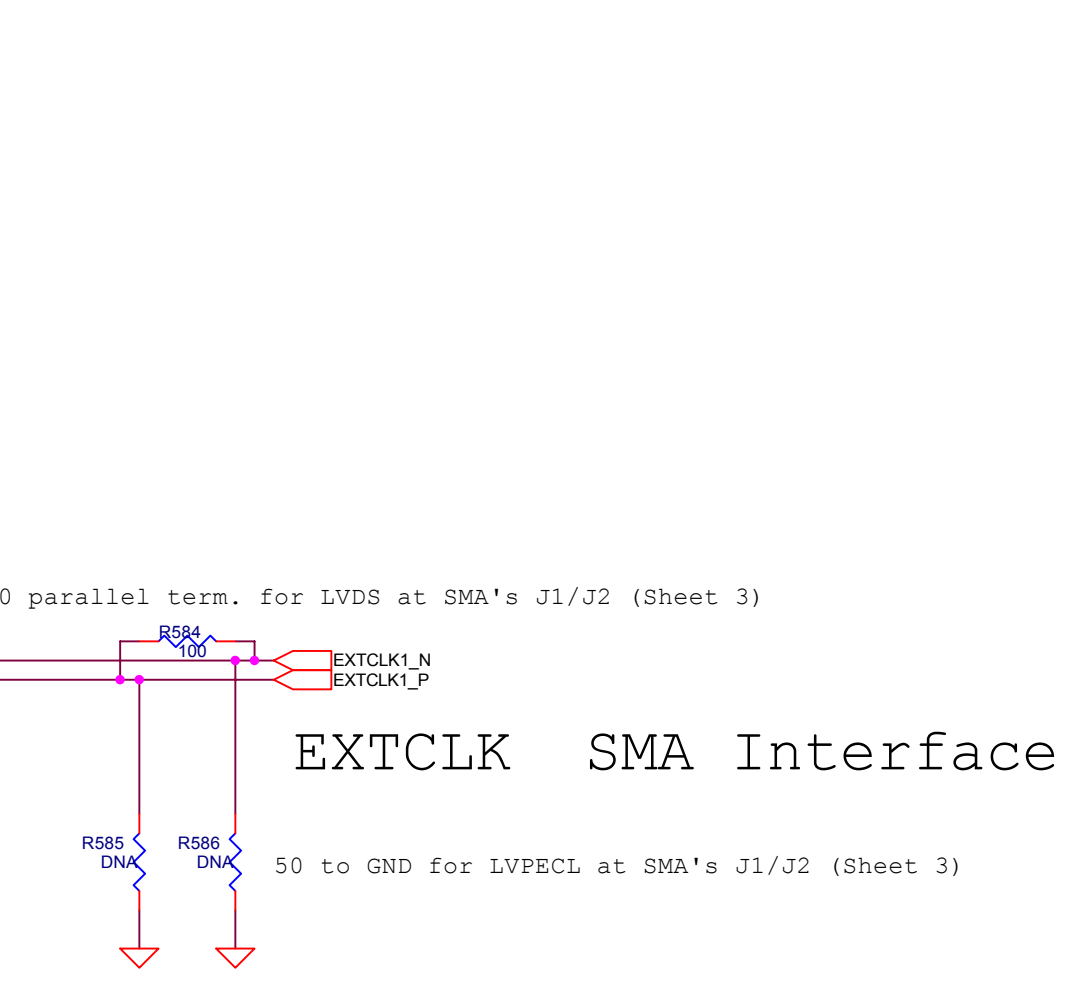 0 parallel term. for LVDS at SMA's J1/J2 (Sheet 3)
R584
100
EXTCLK1_N
EXTCLK1_P
EXTCLK SMA Interface
R585
DNA
R586
DNA
50 to GND for LVPECL at SMA's J1/J2 (Sheet 3)